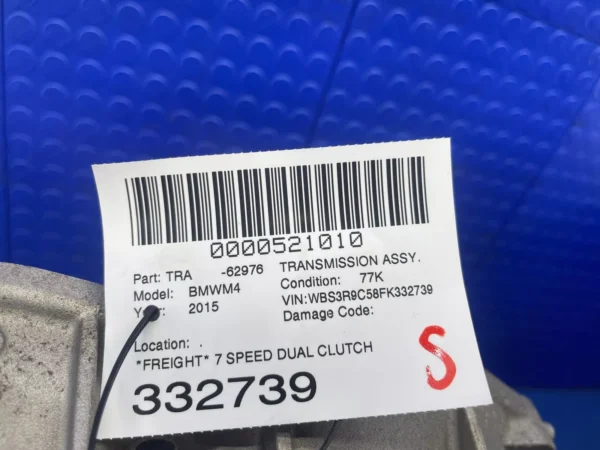 0000521010
Part: TRA -62976 TRANSMISSION ASSY.
Model: BMWM4 Condition: 77K
Year: 2015 VIN:WBS3R9C58FK332739
Damage Code:
Location: .
*FREIGHT* 7 SPEED DUAL CLUTCH
332739
S